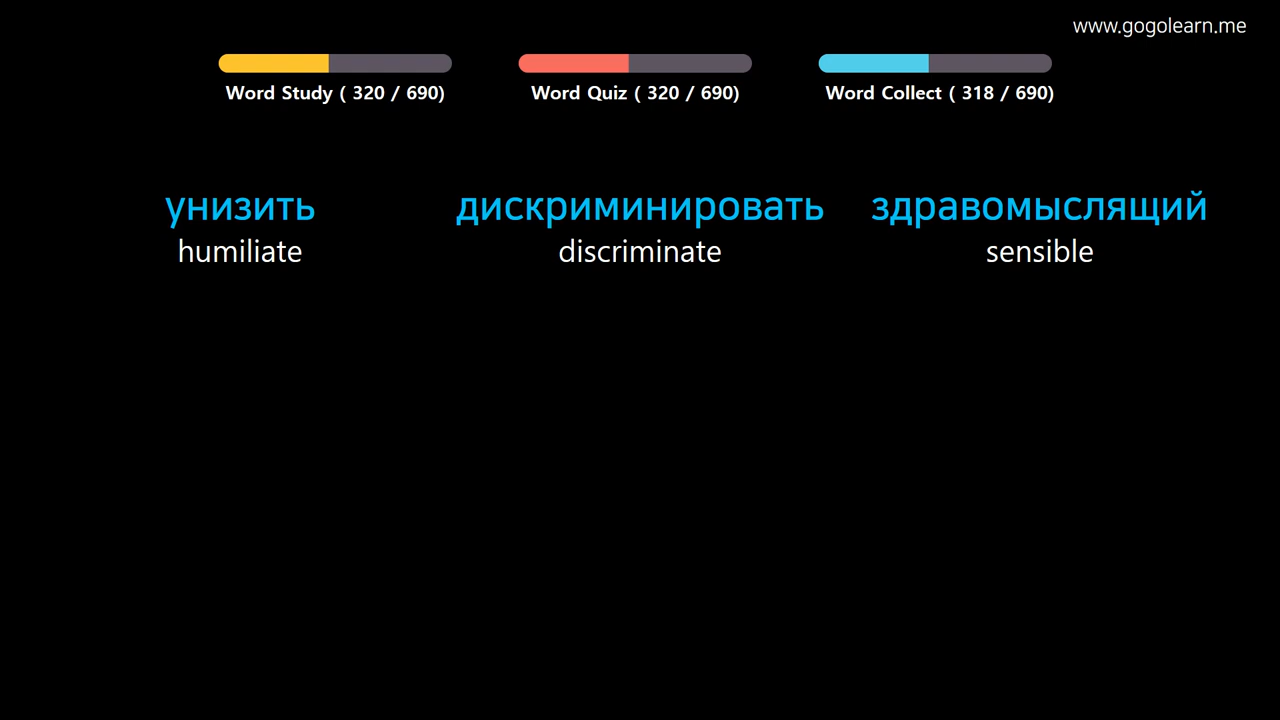 www.gogolearn.me
Word Study ( 320 / 690)
Word Quiz ( 320 / 690)
Word Collect ( 318 / 690)
унизить
humiliate
дискриминировать
discriminate
здравомыслящий
sensible